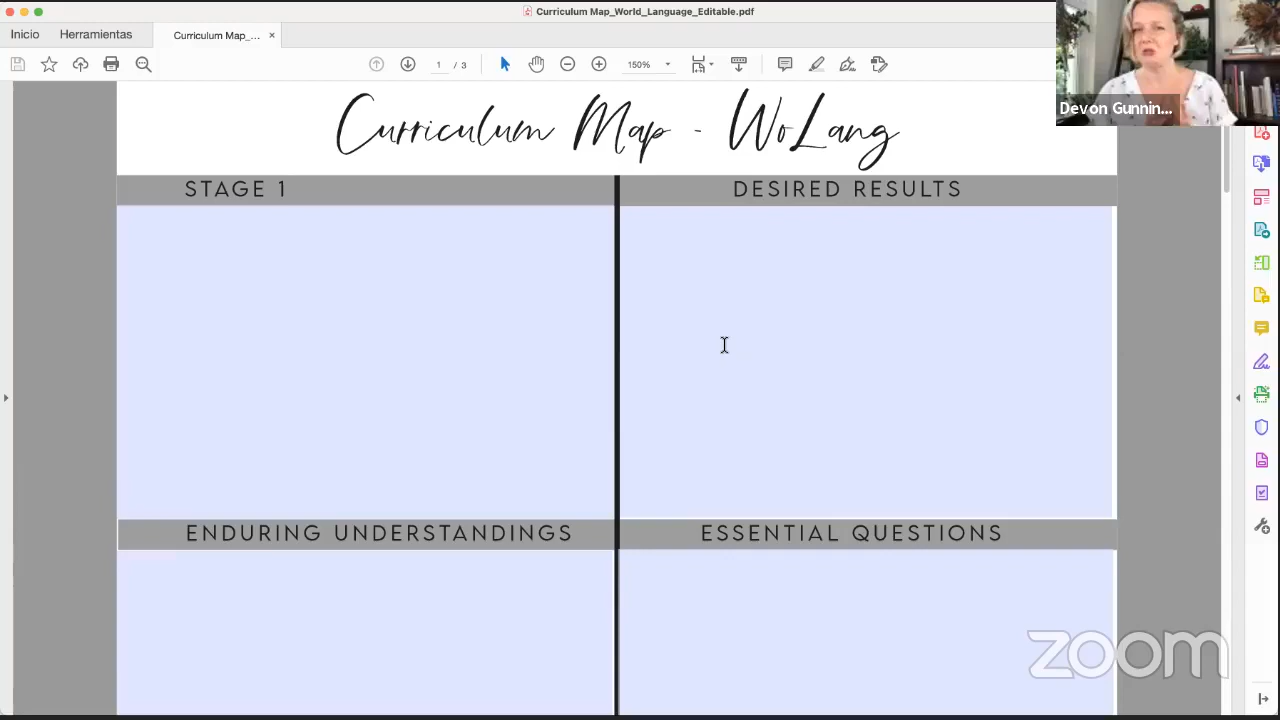 Curriculum Map_World_Language_Editable.pdf
Inicio Herramientas Curriculum Map_... ×
1 / 3 150%
Devon Gunnin...
Curriculum Map - WoLang
STAGE 1
DESIRED RESULTS
ENDURING UNDERSTANDINGS
ESSENTIAL QUESTIONS
zoom